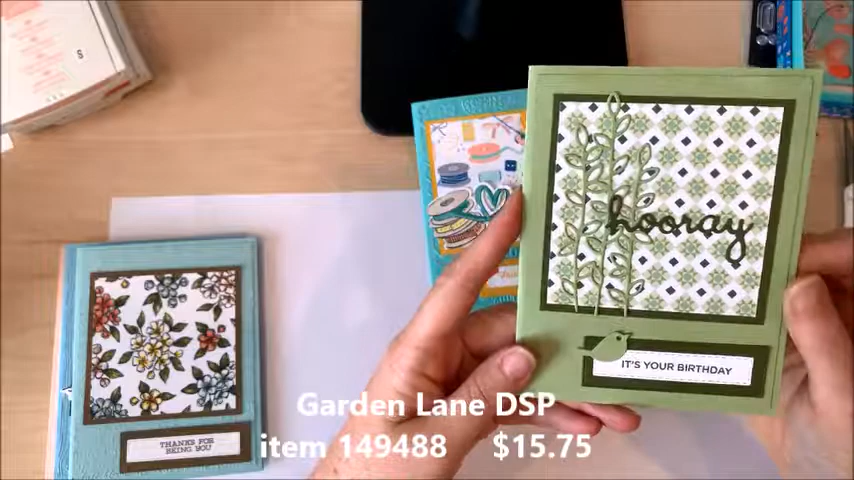 S
hooray
IT'S YOUR BIRTHDAY
THANKS FOR
BEING YOU
Garden Lane DSP
item 149488 $15.75